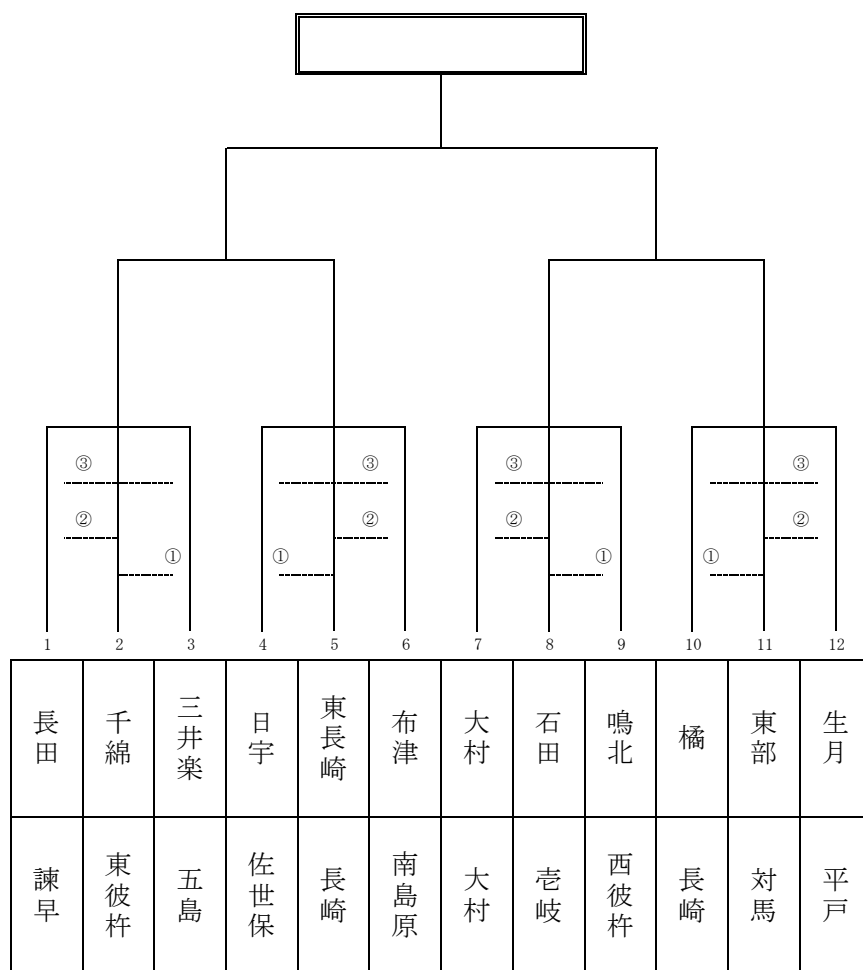 ③ ③ ③ ③
② ② ② ②
① ① ① ①
1 2 3 4 5 6 7 8 9 10 11 12
長田 千綿 三井楽 日宇 東長崎 布津 大村 石田 鳴北 橘 東部 生月
諫早 東彼杵 五島 佐世保 長崎 南島原 大村 壱岐 西彼杵 長崎 対馬 平戸